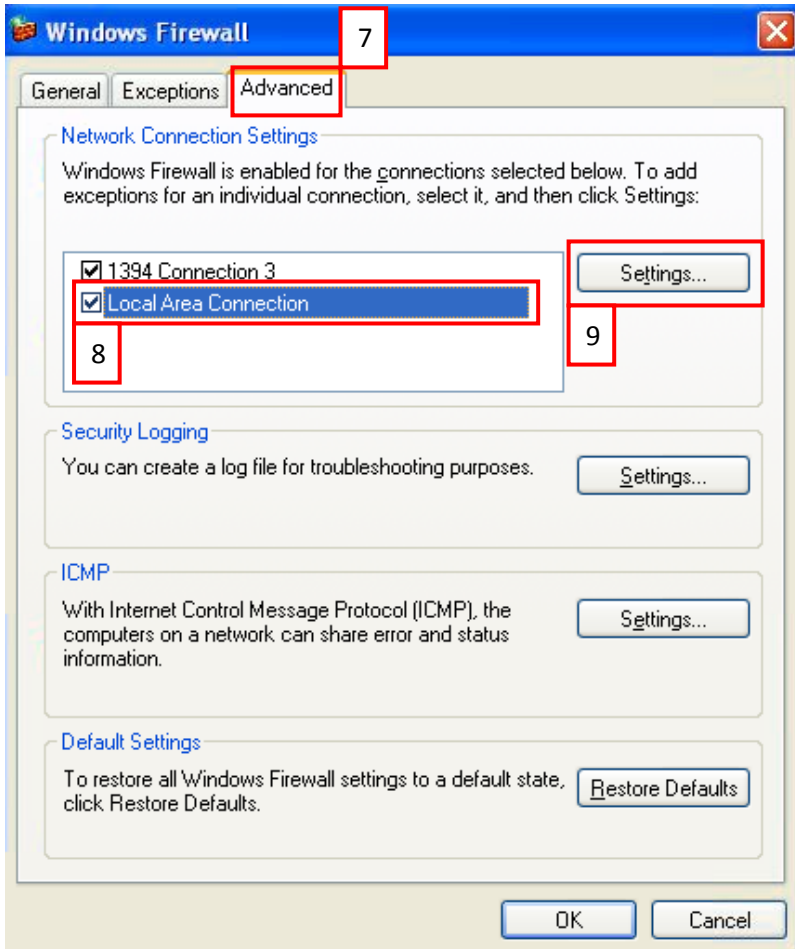 Windows Firewall
7
General Exceptions Advanced
Network Connection Settings
Windows Firewall is enabled for the connections selected below. To add
exceptions for an individual connection, select it, and then click Settings:
1394 Connection 3
Settings...
Local Area Connection
8
9
Security Logging
You can create a log file for troubleshooting purposes.
Settings...
ICMP
With Internet Control Message Protocol (ICMP), the
computers on a network can share error and status
information.
Settings...
Default Settings
To restore all Windows Firewall settings to a default state,
click Restore Defaults.
Restore Defaults
OK Cancel